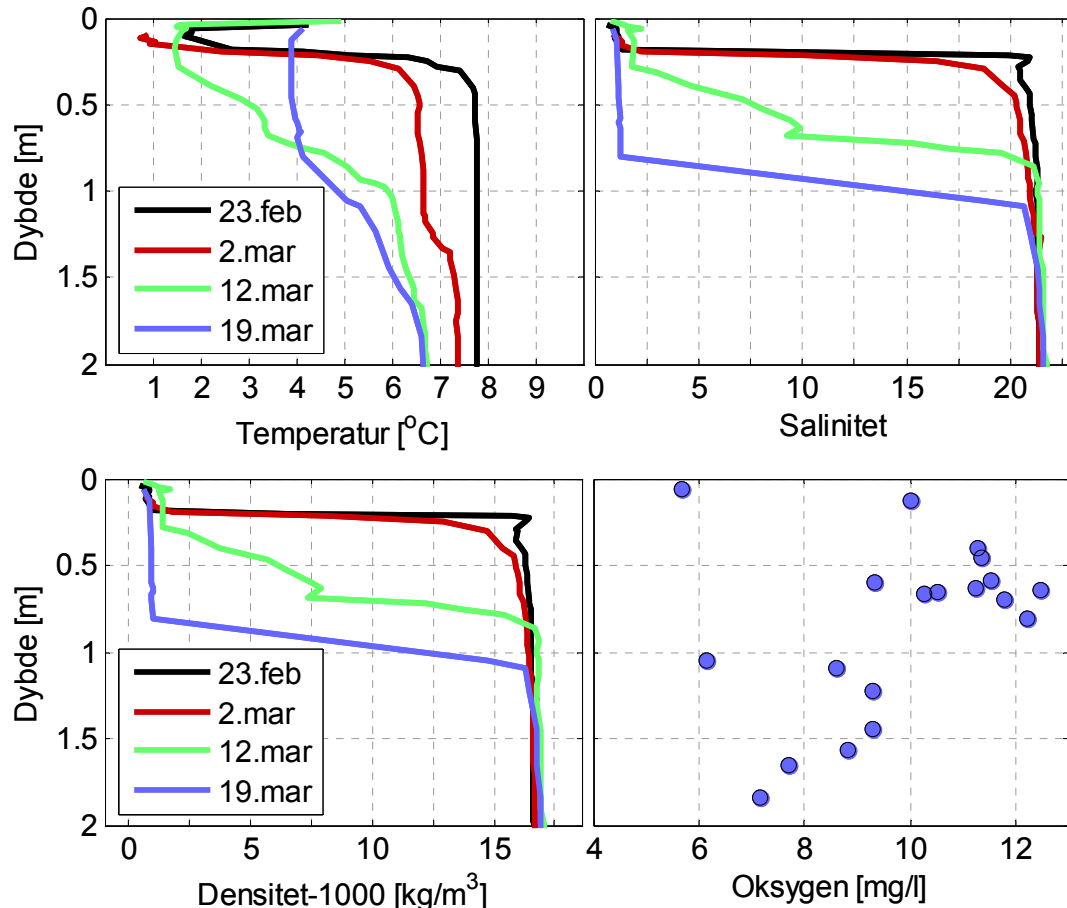 0
0.5
1
1.5
2
Dybde [m]
23.feb
2.mar
12.mar
19.mar
1 2 3 4 5 6 7 8 9
Temperatur [°C]
0 5 10 15 20
Salinitet
0
0.5
1
1.5
2
Dybde [m]
23.feb
2.mar
12.mar
19.mar
0 5 10 15
Densitet-1000 [kg/m³]
4 6 8 10 12
Oksygen [mg/l]